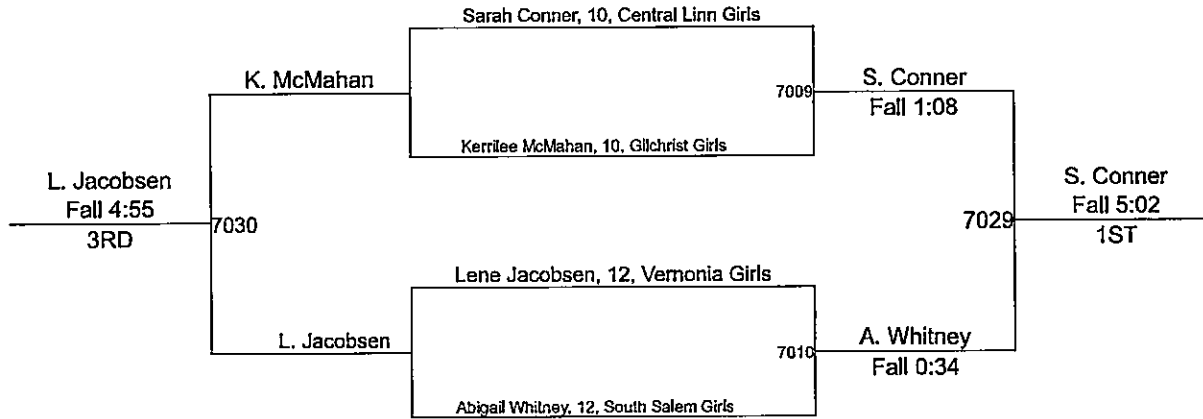 Sarah Conner, 10, Central Linn Girls
K. McMahan
7009
S. Conner
Fall 1:08
Kerrilee McMahan, 10, Gilchrist Girls
L. Jacobsen
Fall 4:55
3RD
7030
7029
S. Conner
Fall 5:02
1ST
Lene Jacobsen, 12, Vernonia Girls
L. Jacobsen
7010
A. Whitney
Fall 0:34
Abigail Whitney, 12, South Salem Girls